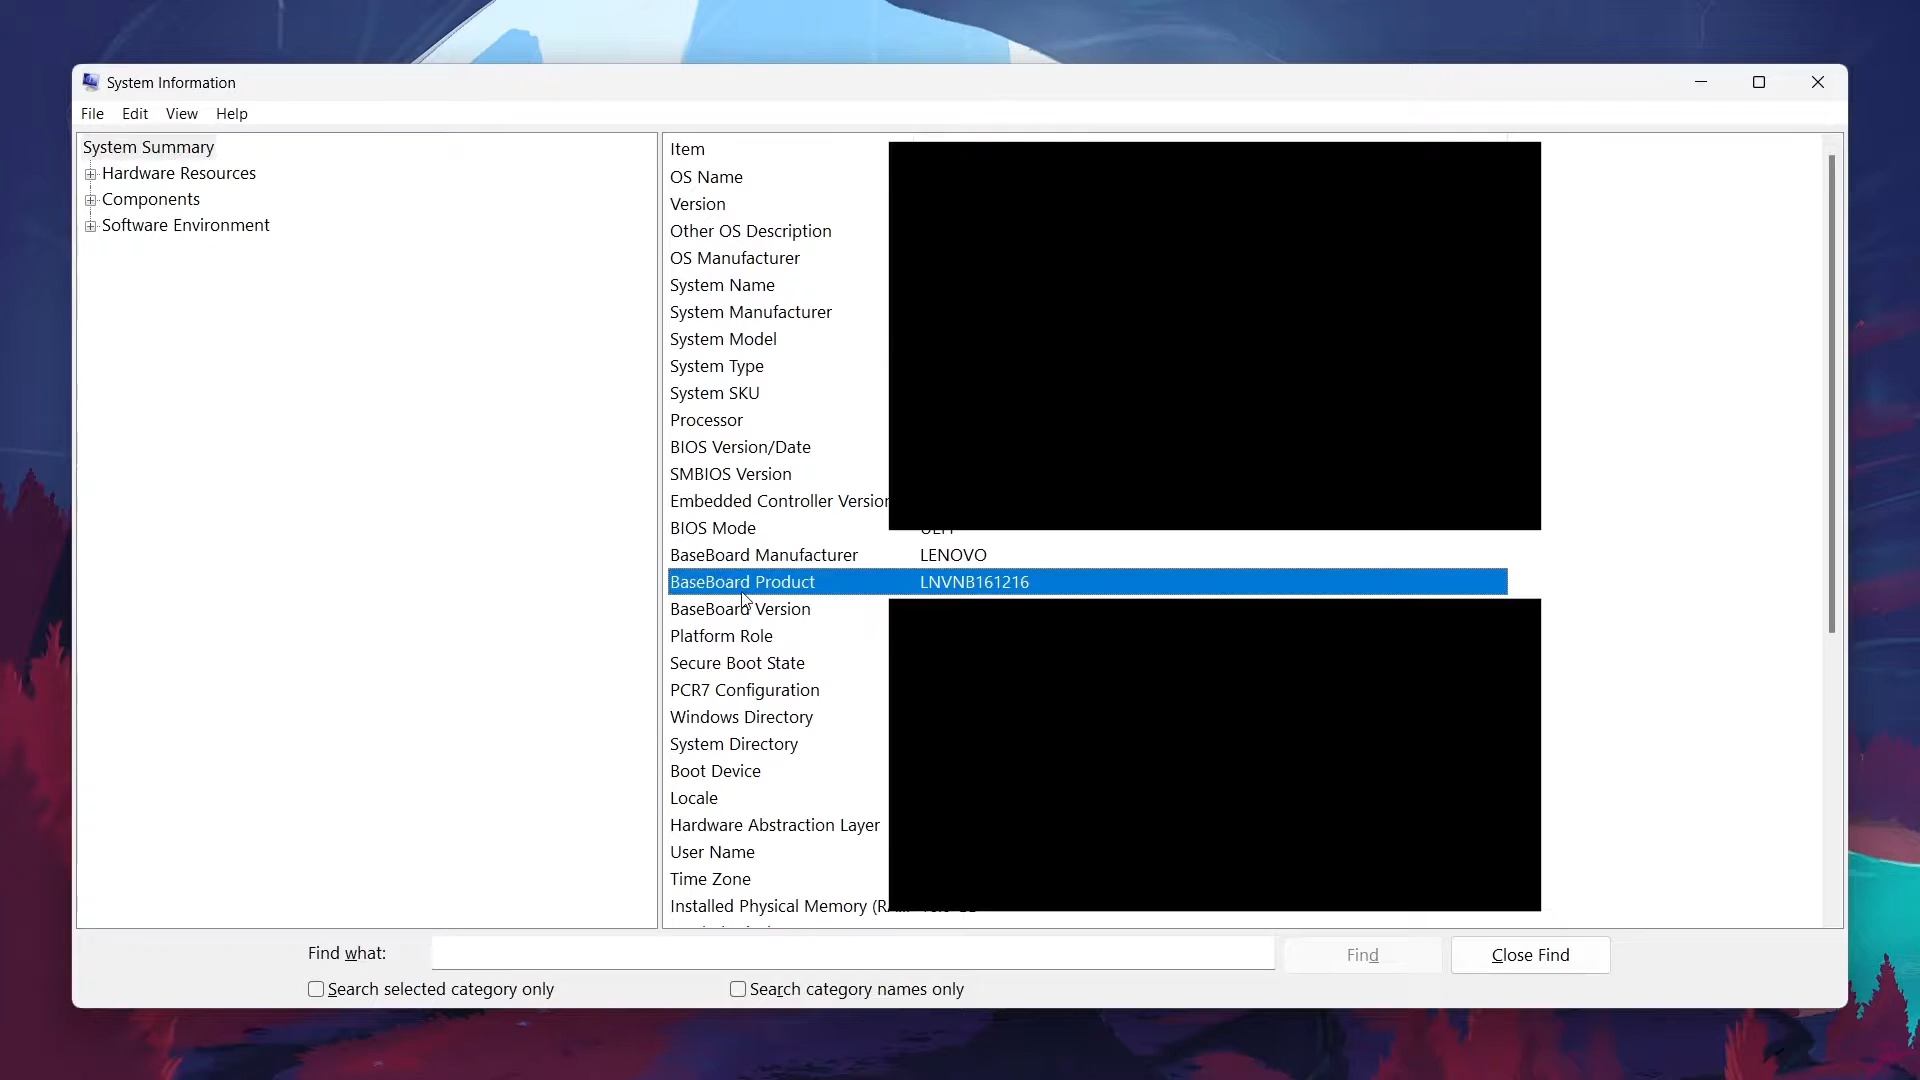 System Information
File Edit View Help
System Summary
Hardware Resources
Components
Software Environment
Item
OS Name
Version
Other OS Description
OS Manufacturer
System Name
System Manufacturer
System Model
System Type
System SKU
Processor
BIOS Version/Date
SMBIOS Version
Embedded Controller Version
BIOS Mode
BaseBoard Manufacturer LENOVO
BaseBoard Product LNVNB161216
BaseBoard Version
Platform Role
Secure Boot State
PCR7 Configuration
Windows Directory
System Directory
Boot Device
Locale
Hardware Abstraction Layer
User Name
Time Zone
Installed Physical Memory
Find what: Find Close Find
Search selected category only Search category names only